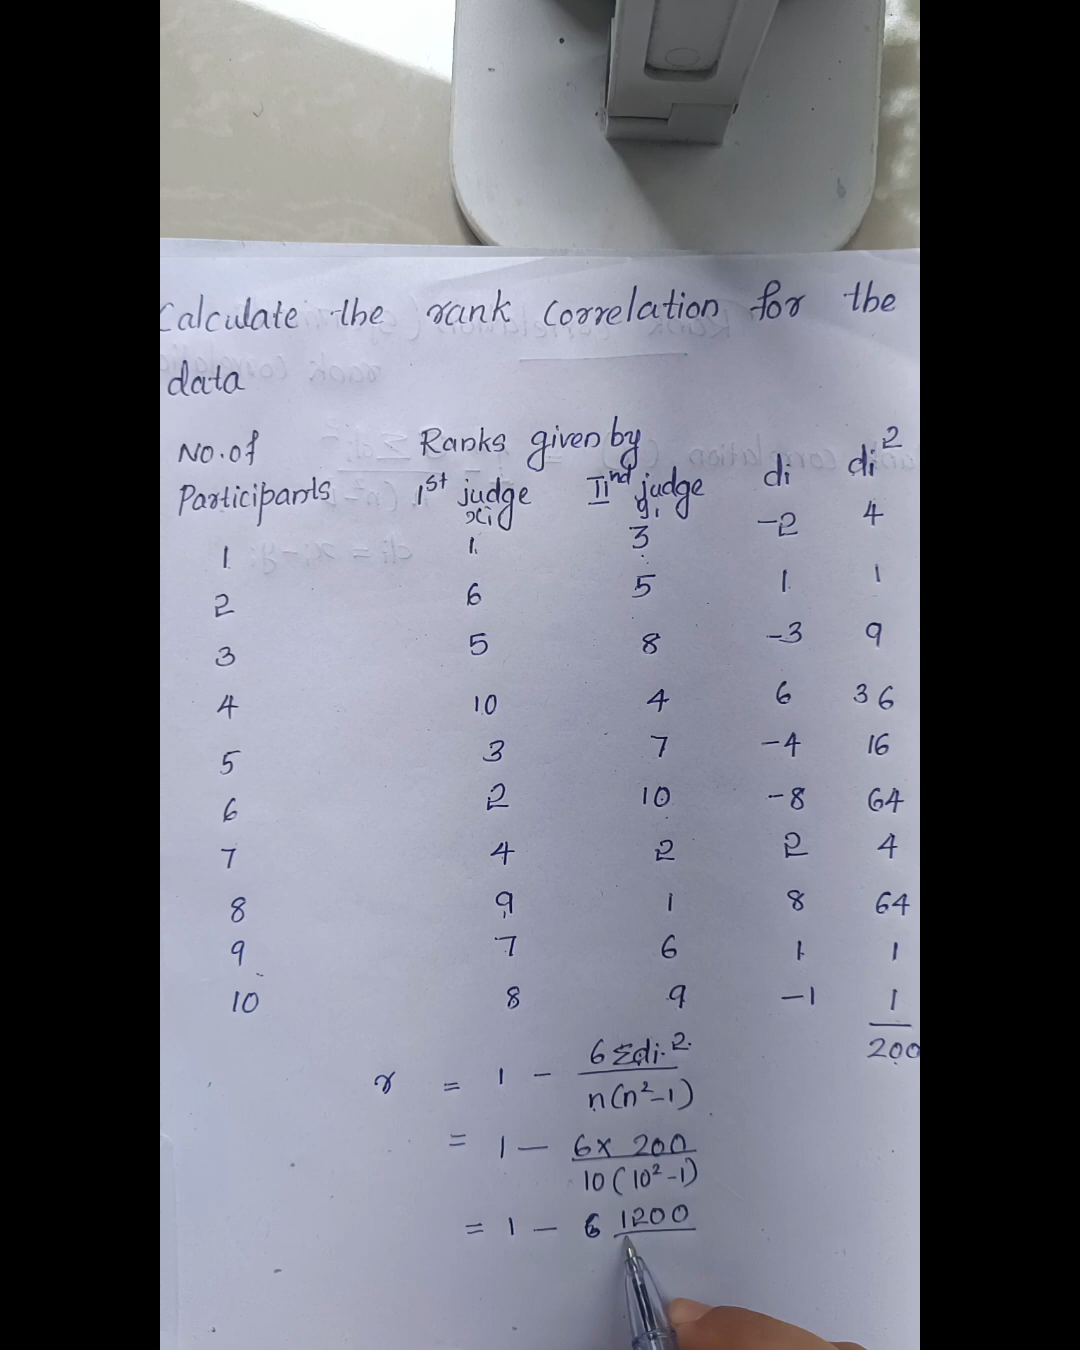 Calculate the rank correlation for the
data
No. of Participants Ranks given by di di²
1st judge xi IInd judge yi
1 1 3 -2 4
2 6 5 1 1
3 5 8 -3 9
4 10 4 6 36
5 3 7 -4 16
6 2 10 -8 64
7 4 2 2 4
8 9 1 8 64
9 7 6 1 1
10 8 9 -1 1
200
r = 1 - 6 Σdi² / n(n²-1)
= 1 - 6 x 200 / 10(10²-1)
= 1 - 6 1200